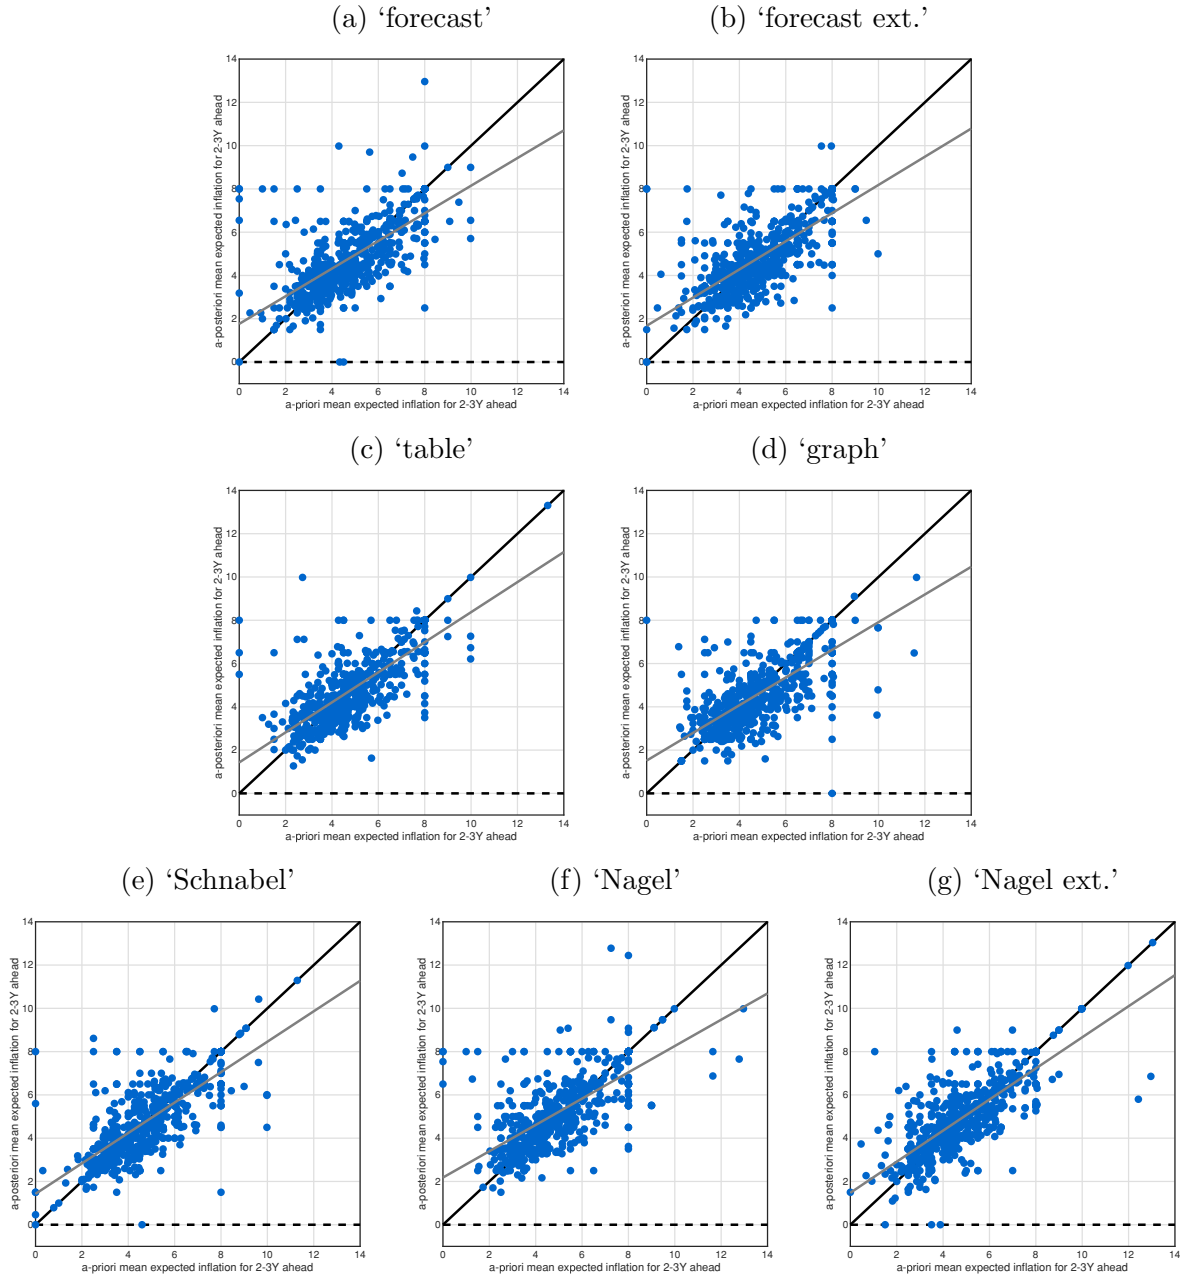 (a) ‘forecast’
(b) ‘forecast ext.’
a-posteriori mean expected inflation for 2-3Y ahead
14
12
10
8
6
4
2
0
0 2 4 6 8 10 12 14
a-priori mean expected inflation for 2-3Y ahead
a-posteriori mean expected inflation for 2-3Y ahead
14
12
10
8
6
4
2
0
0 2 4 6 8 10 12 14
a-priori mean expected inflation for 2-3Y ahead
(c) ‘table’
(d) ‘graph’
a-posteriori mean expected inflation for 2-3Y ahead
14
12
10
8
6
4
2
0
0 2 4 6 8 10 12 14
a-priori mean expected inflation for 2-3Y ahead
a-posteriori mean expected inflation for 2-3Y ahead
14
12
10
8
6
4
2
0
0 2 4 6 8 10 12 14
a-priori mean expected inflation for 2-3Y ahead
(e) ‘Schnabel’
(f) ‘Nagel’
(g) ‘Nagel ext.’
a-posteriori mean expected inflation for 2-3Y ahead
14
12
10
8
6
4
2
0
0 2 4 6 8 10 12 14
a-priori mean expected inflation for 2-3Y ahead
a-posteriori mean expected inflation for 2-3Y ahead
14
12
10
8
6
4
2
0
0 2 4 6 8 10 12 14
a-priori mean expected inflation for 2-3Y ahead
a-posteriori mean expected inflation for 2-3Y ahead
14
12
10
8
6
4
2
0
0 2 4 6 8 10 12 14
a-priori mean expected inflation for 2-3Y ahead